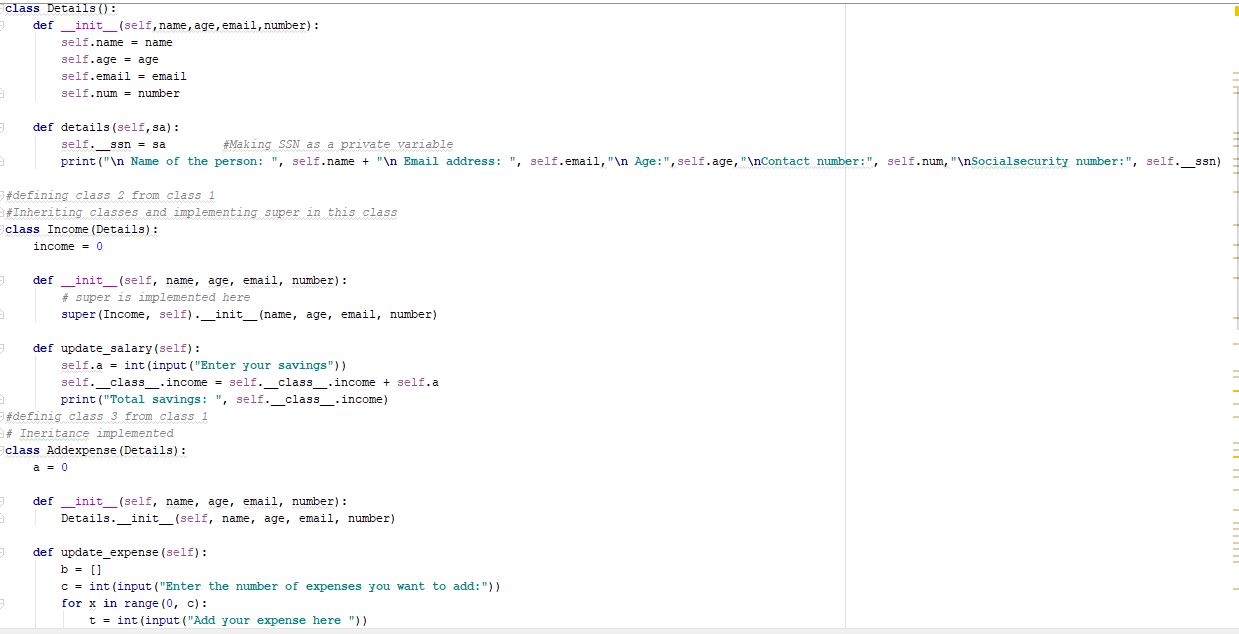 class Details():
    def __init__(self,name,age,email,number):
        self.name = name
        self.age = age
        self.email = email
        self.num = number

    def details(self,sa):
        self.__ssn = sa        #Making SSN as a private variable
        print("\n Name of the person: ", self.name + "\n Email address: ", self.email,"\n Age:",self.age,"\nContact number:", self.num,"\nSocialsecurity number:", self.__ssn)

#defining class 2 from class 1
#Inheriting classes and implementing super in this class
class Income(Details):
    income = 0

    def __init__(self, name, age, email, number):
        # super is implemented here
        super(Income, self).__init__(name, age, email, number)

    def update_salary(self):
        self.a = int(input("Enter your savings"))
        self.__class__.income = self.__class__.income + self.a
        print("Total savings: ", self.__class__.income)
#definig class 3 from class 1
# Ineritance implemented
class Addexpense(Details):
    a = 0

    def __init__(self, name, age, email, number):
        Details.__init__(self, name, age, email, number)

    def update_expense(self):
        b = []
        c = int(input("Enter the number of expenses you want to add:"))
        for x in range(0, c):
            t = int(input("Add your expense here "))